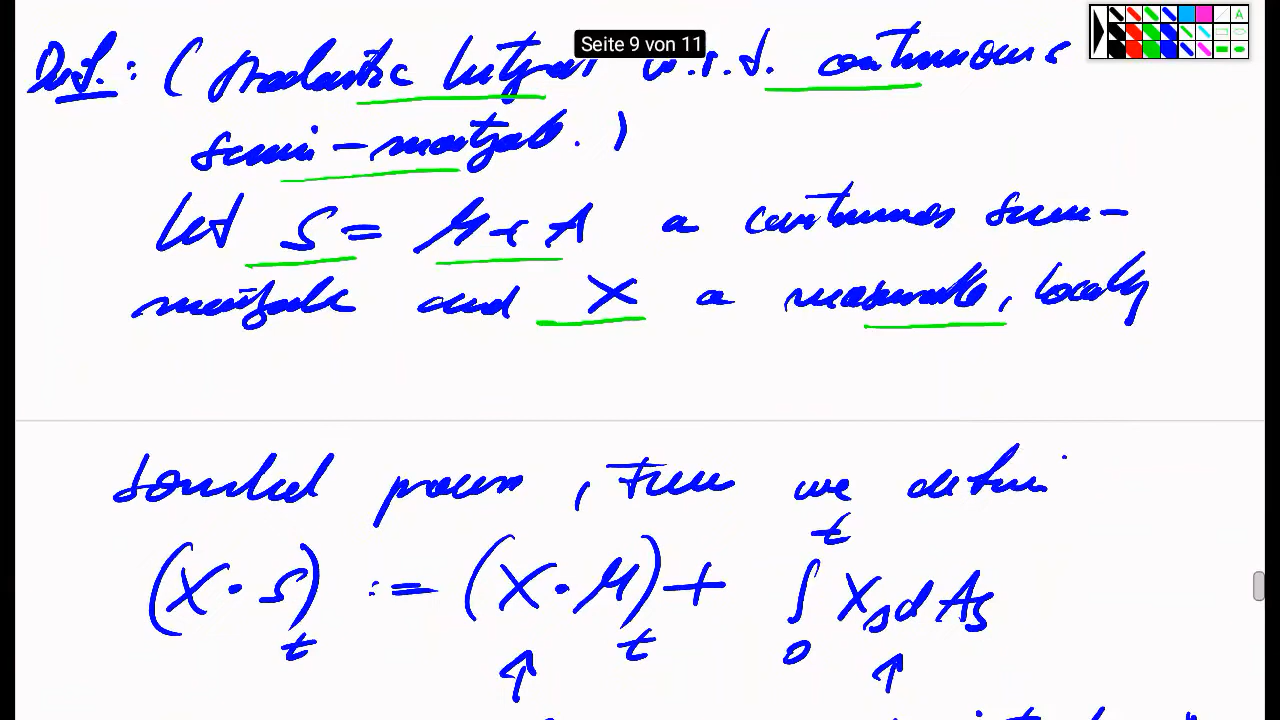 Seite 9 von 11
Def.: (Stochastic Integral w.r.t. continuous
semi-martingale.)
Let S = M + A a continuous semi-
martingale and X a measurable, locally
bounded process, then we define
t
(X · S)t := (X · M)t + ∫ Xs dAs
0
↑ ↑